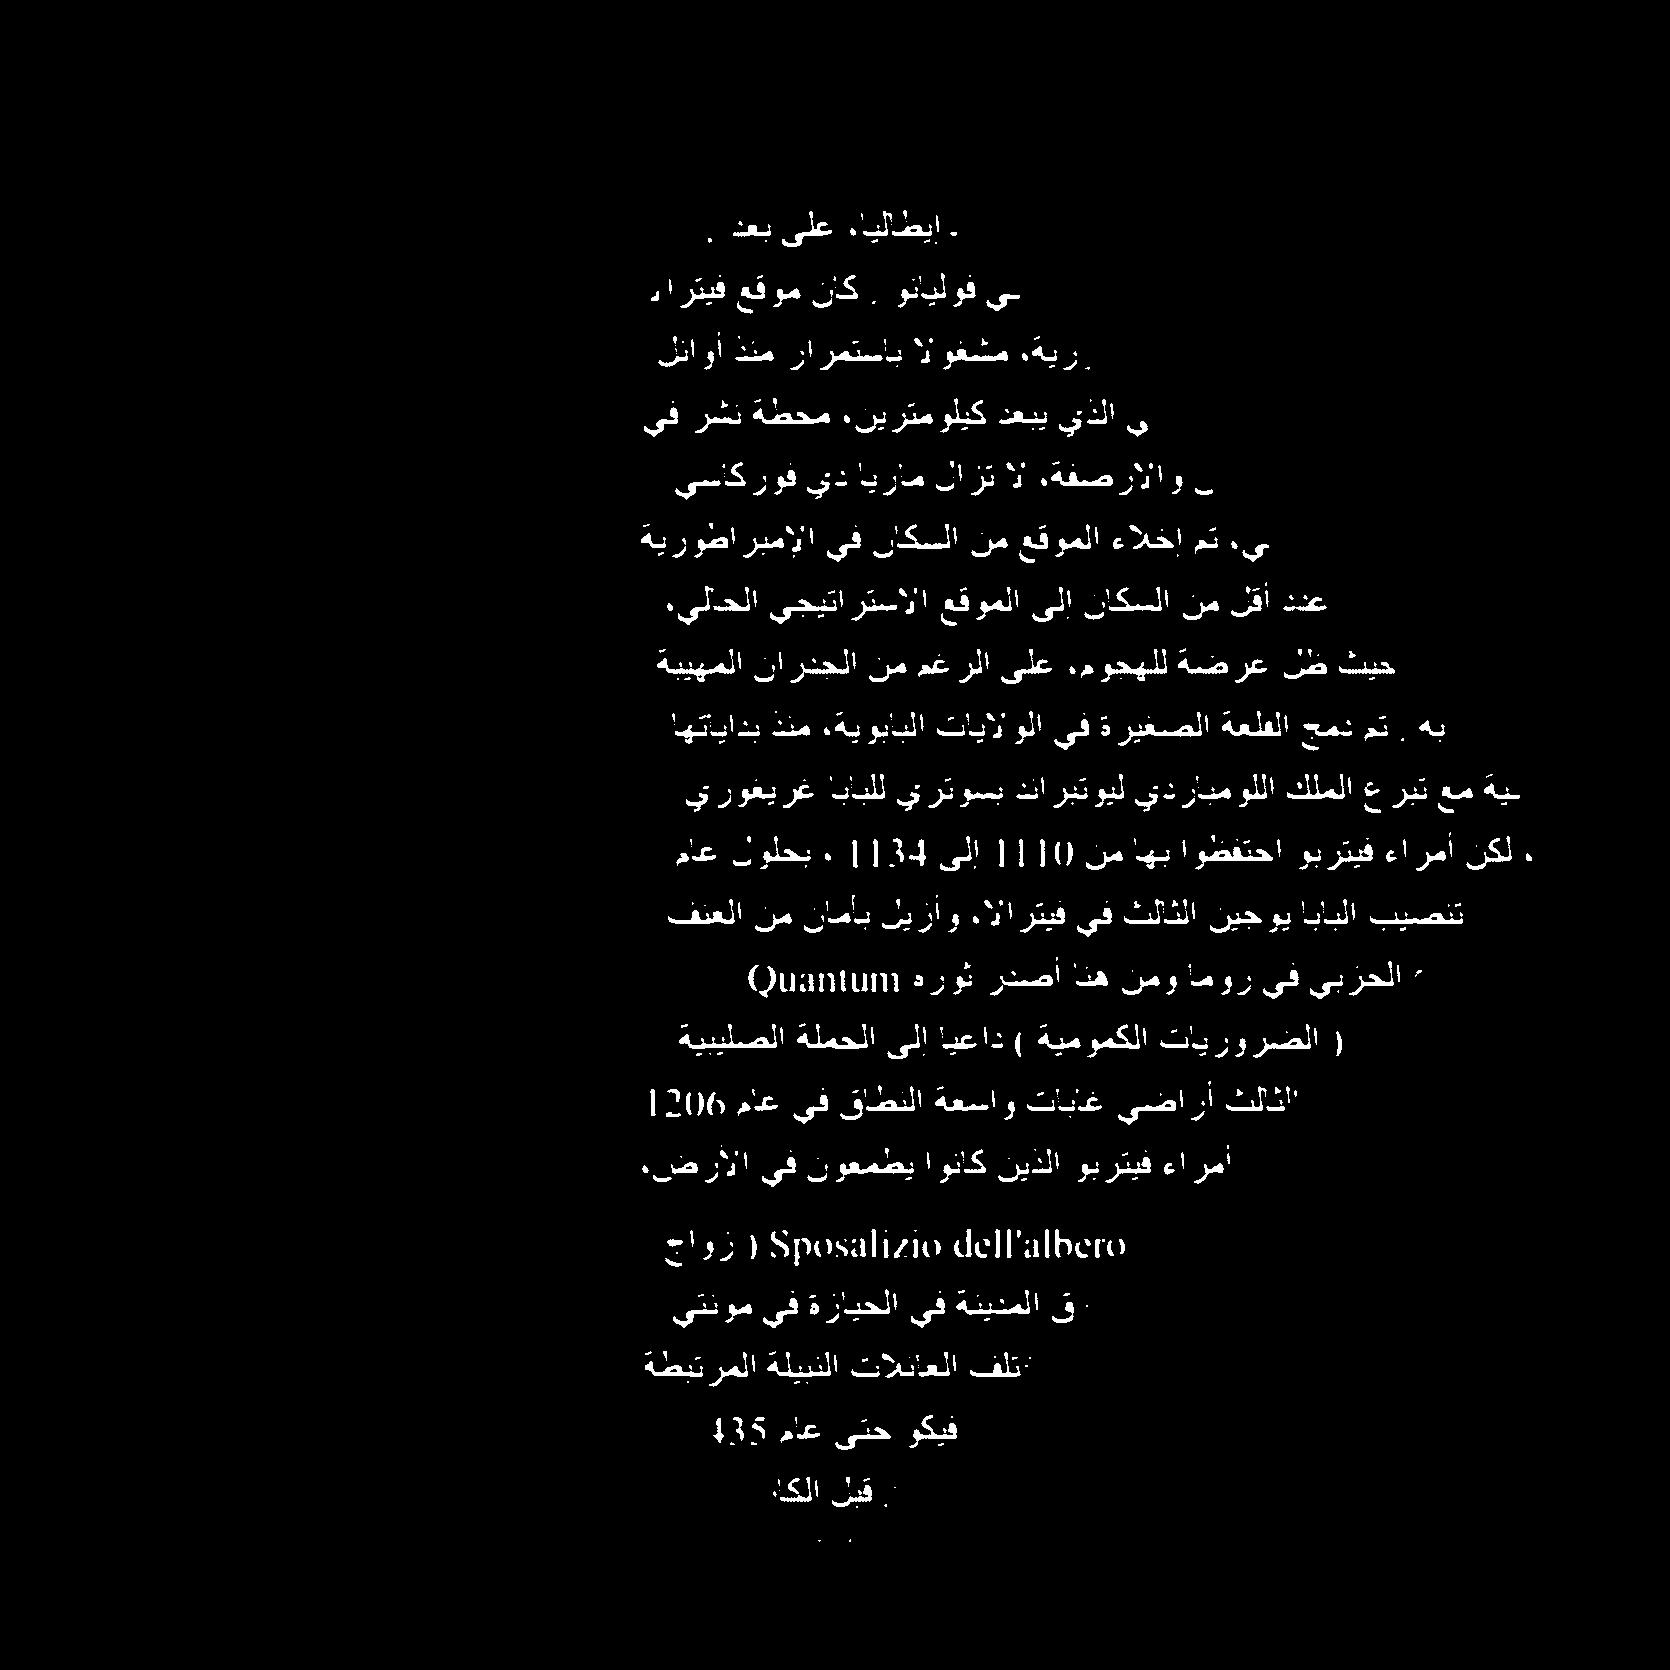 إيطاليا، على بعد
فوليانو . كان موقع فيترا
رية، مشغولا باستمرار منذ أوائل
الذي يبعد كيلومترين، محطة نشر في
والأرصفة، لا تزال ماريا دي فوركاسي
ي، تم إخلاء الموقع من السكان في الإمبراطورية
عدد أقل من السكان إلى الموقع الاستراتيجي الحالي،
حيث ظل عرضة للهجوم، على الرغم من الجدران المهيبة
به . تم دمج القلعة الصغيرة في الولايات البابوية، منذ بداياتها
ية مع تبرع الملك اللومباردي ليوتبراند بسوتري للبابا غريغوري
، لكن أمراء فيتربو احتفظوا بها من 1110 إلى 1134 . بحلول عام
تنصيب البابا يوجين الثالث في فيترالا، وأزيل بأمان من العنف
الحزبي في روما ومن هنا أصدر ثوره Quantum
( الضروريات الكمومية ) داعيا إلى الحملة الصليبية
الثالث أراضي غابات واسعة النطاق في عام 1206
أمراء فيتربو الذين كانوا يطمعون في الأرض،
Sposalizio dell'albero ( زواج
ق المدينة في الحيازة في مونتي
تلف العائلات النبيلة المرتبطة
فيكو حتى عام 435
قبل الكا